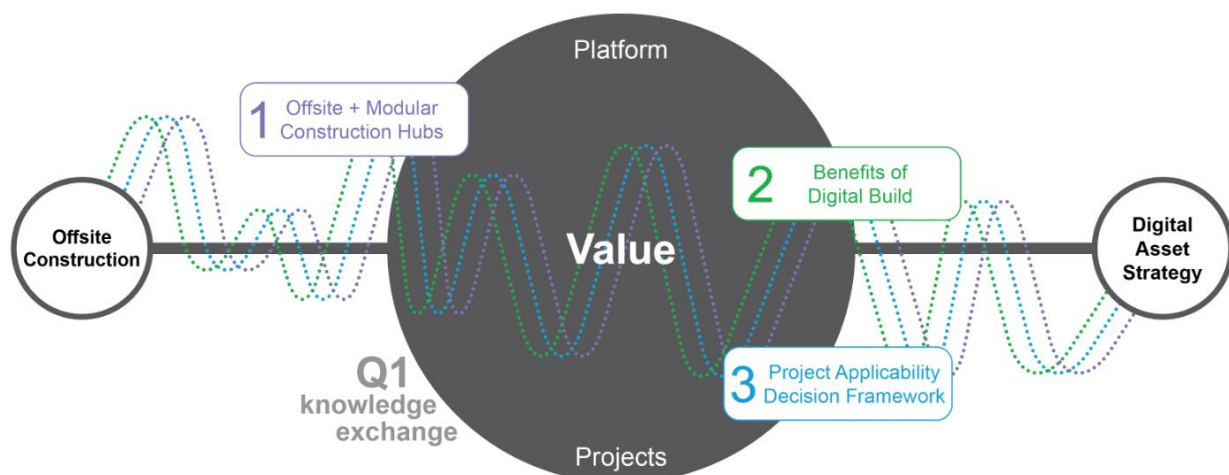 Platform
1
Offsite + Modular
Construction Hubs
2
Benefits of
Digital Build
Offsite
Construction
Value
Digital
Asset
Strategy
Q1
knowledge
exchange
3
Project Applicability
Decision Framework
Projects